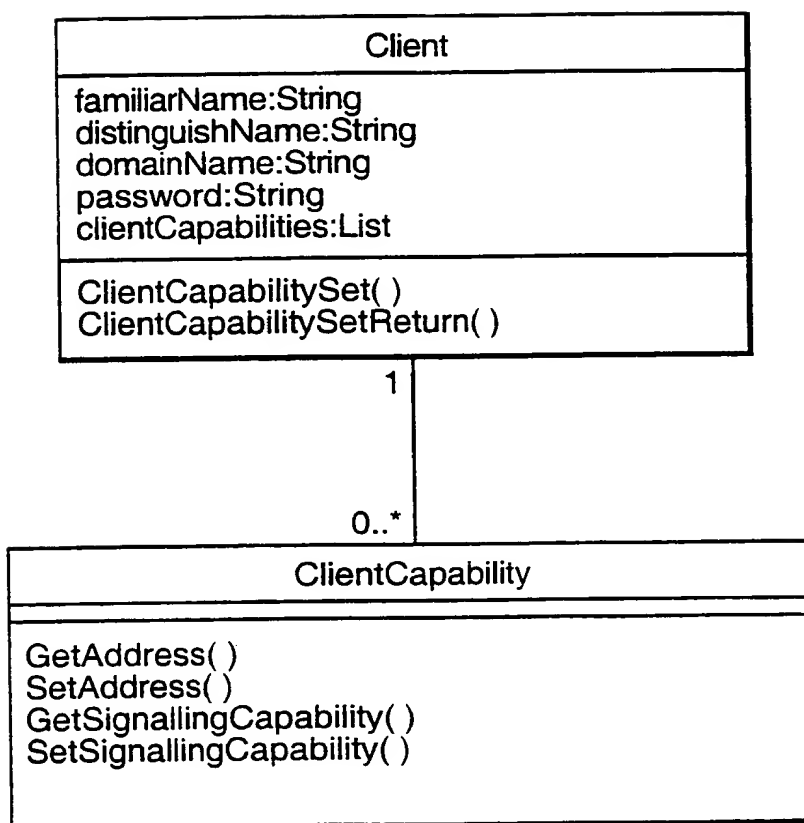 Client
familiarName:String
distinguishName:String
domainName:String
password:String
clientCapabilities:List
ClientCapabilitySet( )
ClientCapabilitySetReturn( )
1
0..*
ClientCapability
GetAddress( )
SetAddress( )
GetSignallingCapability( )
SetSignallingCapability( )